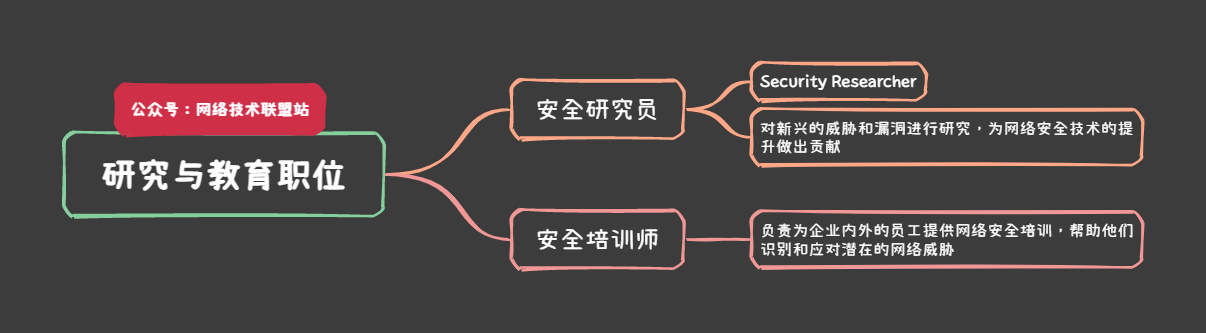 公众号：网络技术联盟站
研究与教育职位
安全研究员
Security Researcher
对新兴的威胁和漏洞进行研究，为网络安全技术的提
升做出贡献
安全培训师
负责为企业内外的员工提供网络安全培训，帮助他们
识别和应对潜在的网络威胁